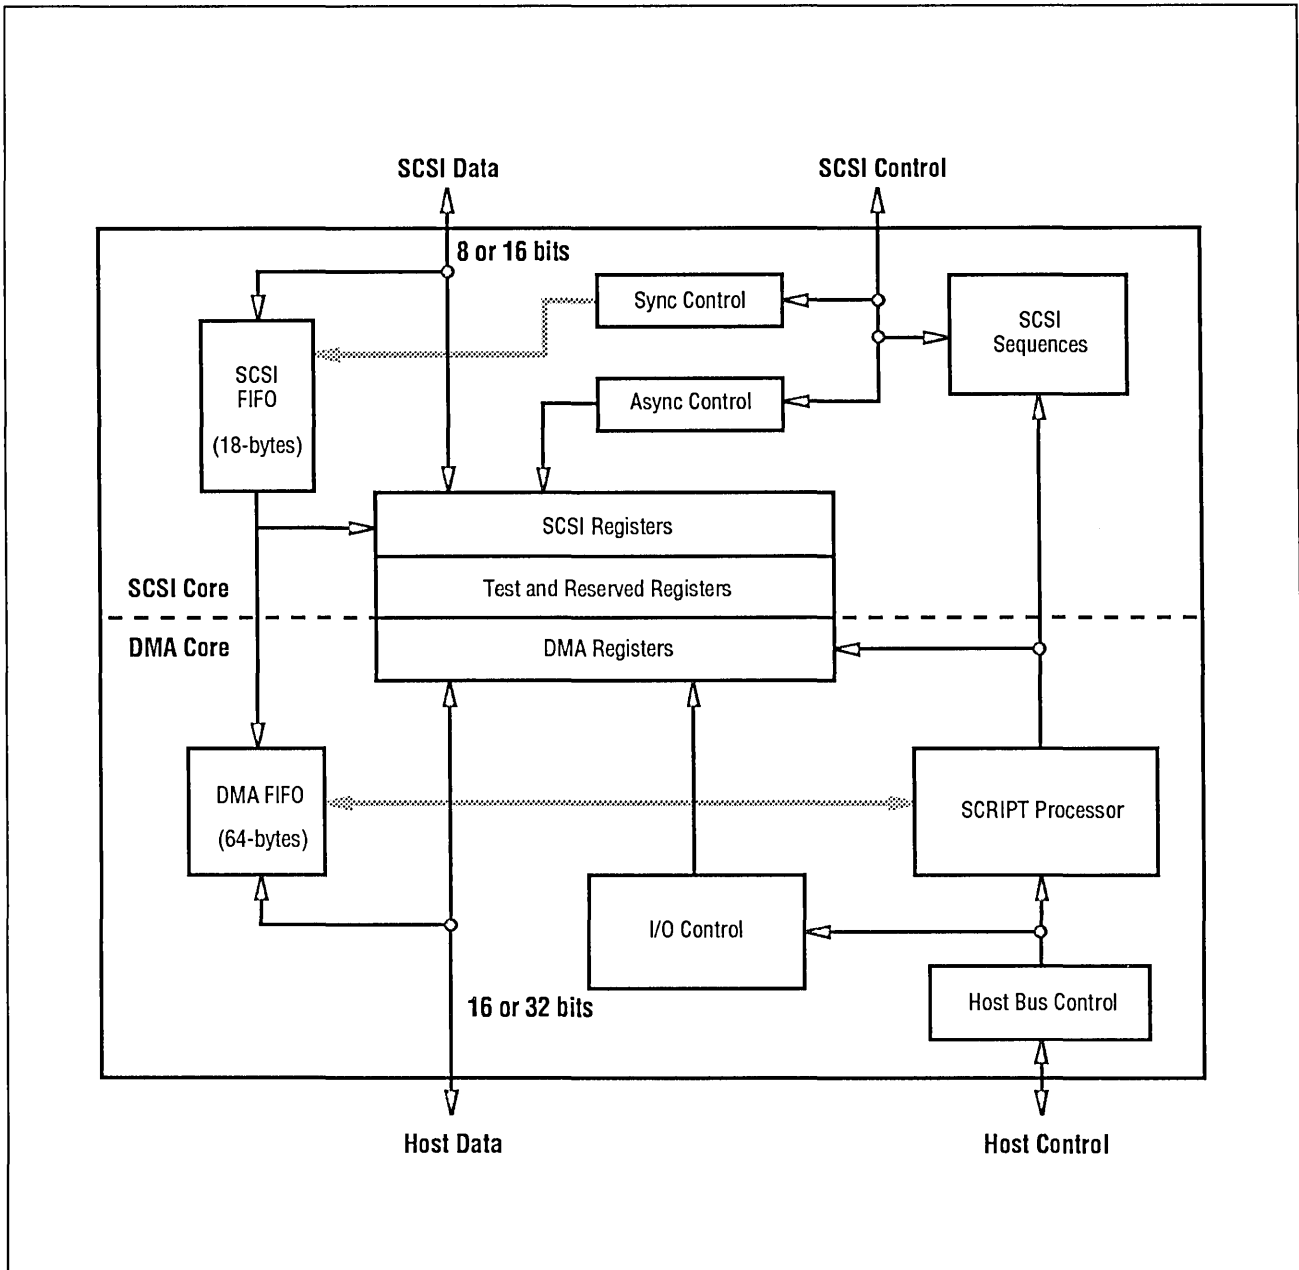 SCSI Data
SCSI Control
8 or 16 bits
Sync Control
SCSI
Sequences
SCSI
FIFO
(18-bytes)
Async Control
SCSI Registers
SCSI Core
Test and Reserved Registers
DMA Core
DMA Registers
DMA FIFO
(64-bytes)
SCRIPT Processor
I/O Control
16 or 32 bits
Host Bus Control
Host Data
Host Control